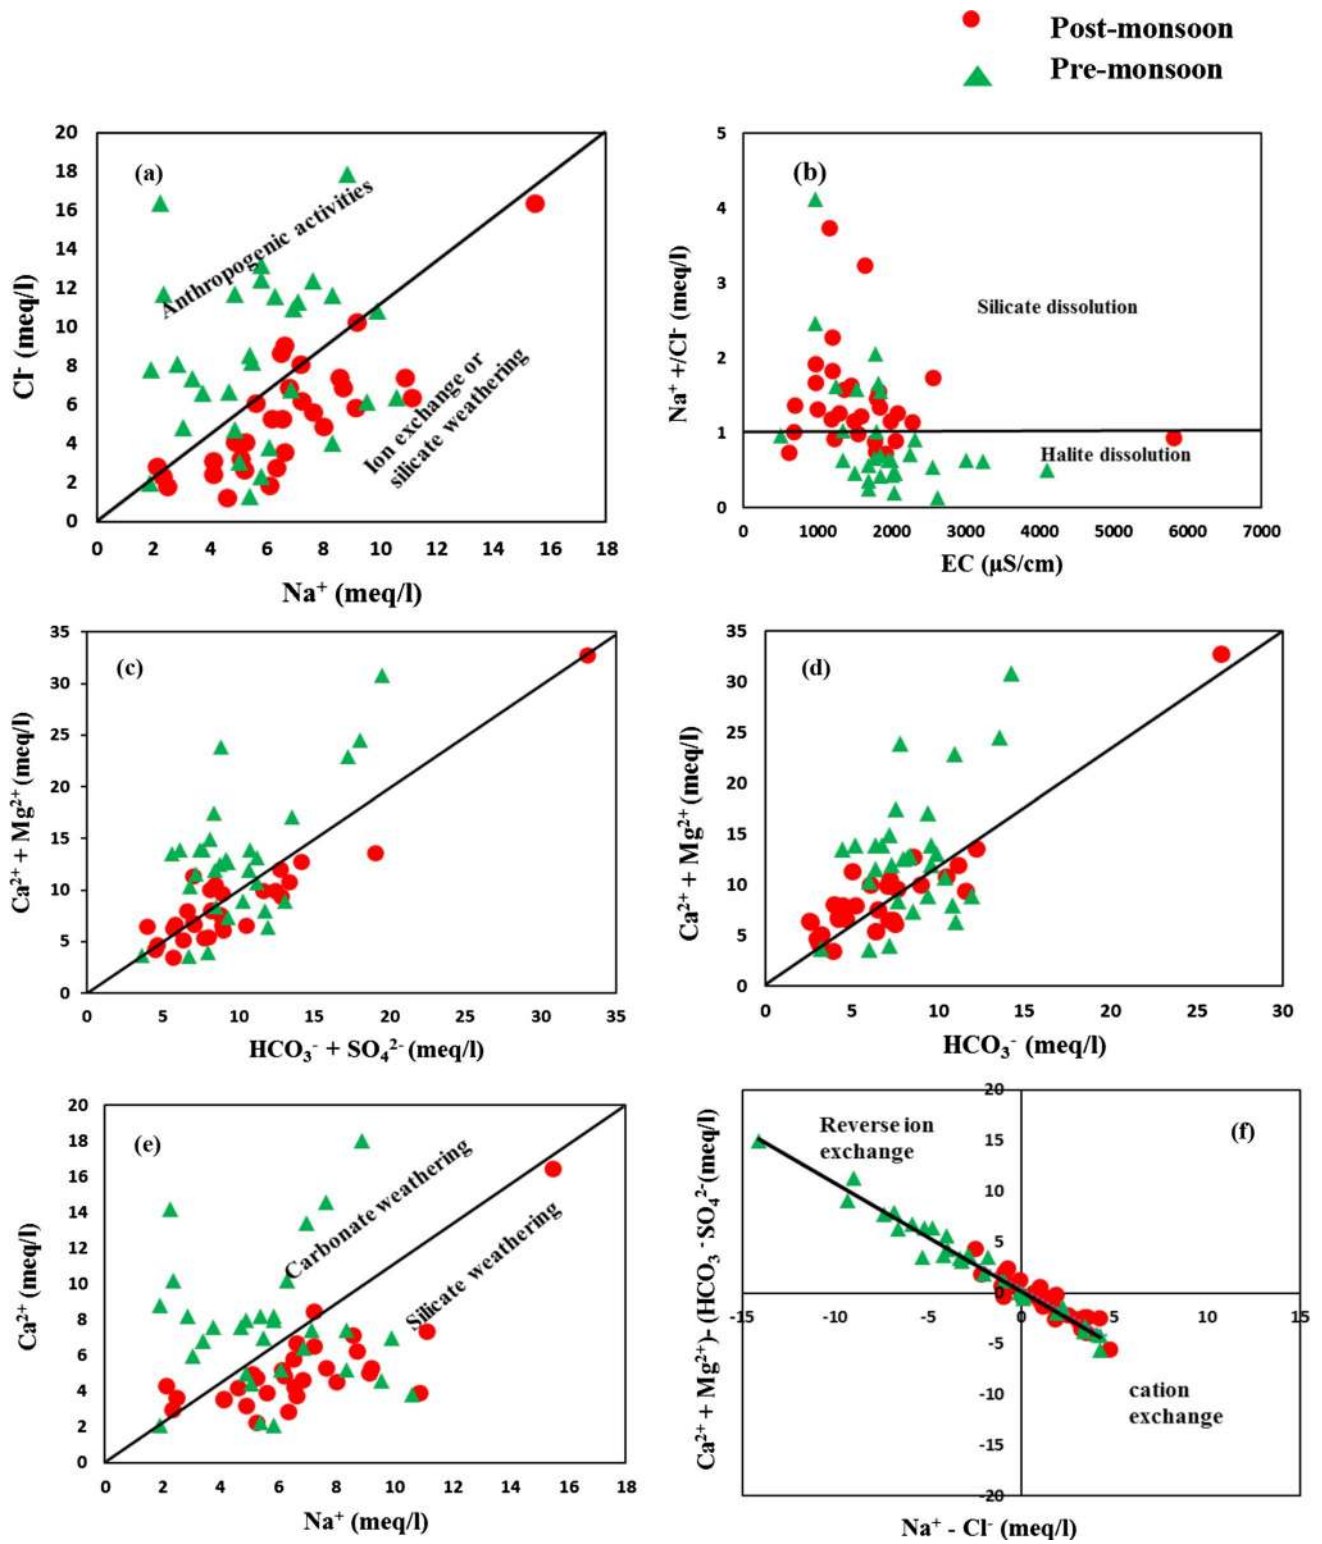 Post-monsoon
Pre-monsoon
(a)
20
18
16
14
12
10
8
6
4
2
0
Cl⁻ (meq/l)
Anthropogenic activities
Ion exchange or
silicate weathering
0 2 4 6 8 10 12 14 16 18
Na⁺ (meq/l)
(b)
5
4
3
2
1
0
Na⁺ +/Cl⁻ (meq/l)
Silicate dissolution
Halite dissolution
0 1000 2000 3000 4000 5000 6000 7000
EC (µS/cm)
(c)
35
30
25
20
15
10
5
0
Ca²⁺ + Mg²⁺ (meq/l)
0 5 10 15 20 25 30 35
HCO₃⁻ + SO₄²⁻ (meq/l)
(d)
35
30
25
20
15
10
5
0
Ca²⁺ + Mg²⁺ (meq/l)
0 5 10 15 20 25 30
HCO₃⁻ (meq/l)
(e)
20
18
16
14
12
10
8
6
4
2
0
Ca²⁺ (meq/l)
Carbonate weathering
Silicate weathering
0 2 4 6 8 10 12 14 16 18
Na⁺ (meq/l)
(f)
20
15
10
5
0
-5
-10
-15
-20
Ca²⁺ + Mg²⁺)- (HCO₃⁻ - SO₄²⁻(meq/l)
Reverse ion
exchange
cation
exchange
-15 -10 -5 0 5 10 15
Na⁺ - Cl⁻ (meq/l)